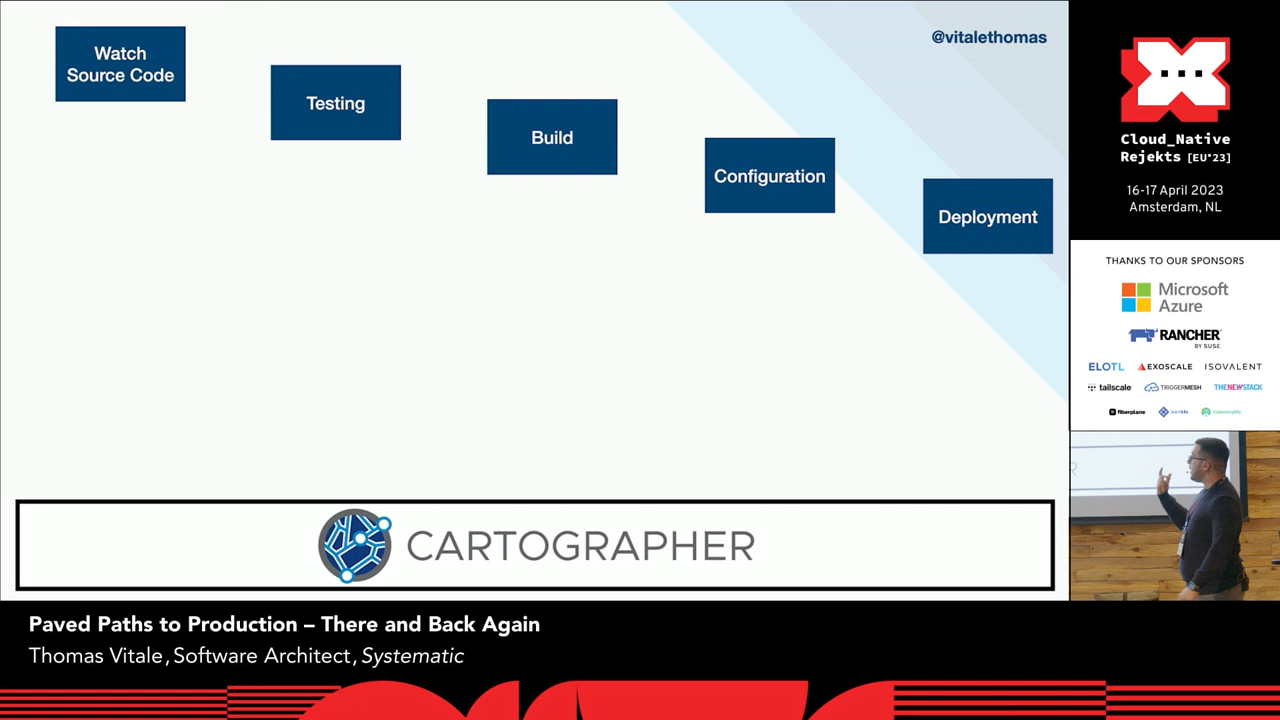 @vitalethomas
Watch
Source Code
Testing
Build
Configuration
Deployment
CARTOGRAPHER
Cloud_Native
Rejekts [EU'23]
16-17 April 2023
Amsterdam, NL
THANKS TO OUR SPONSORS
Microsoft
Azure
RANCHER
BY SUSE
ELOTL
EXOSCALE
ISOVALENT
tailscale
TRIGGERMESH
THENEWSTACK
fiberplane
kubesimplify
Paved Paths to Production – There and Back Again
Thomas Vitale, Software Architect, Systematic